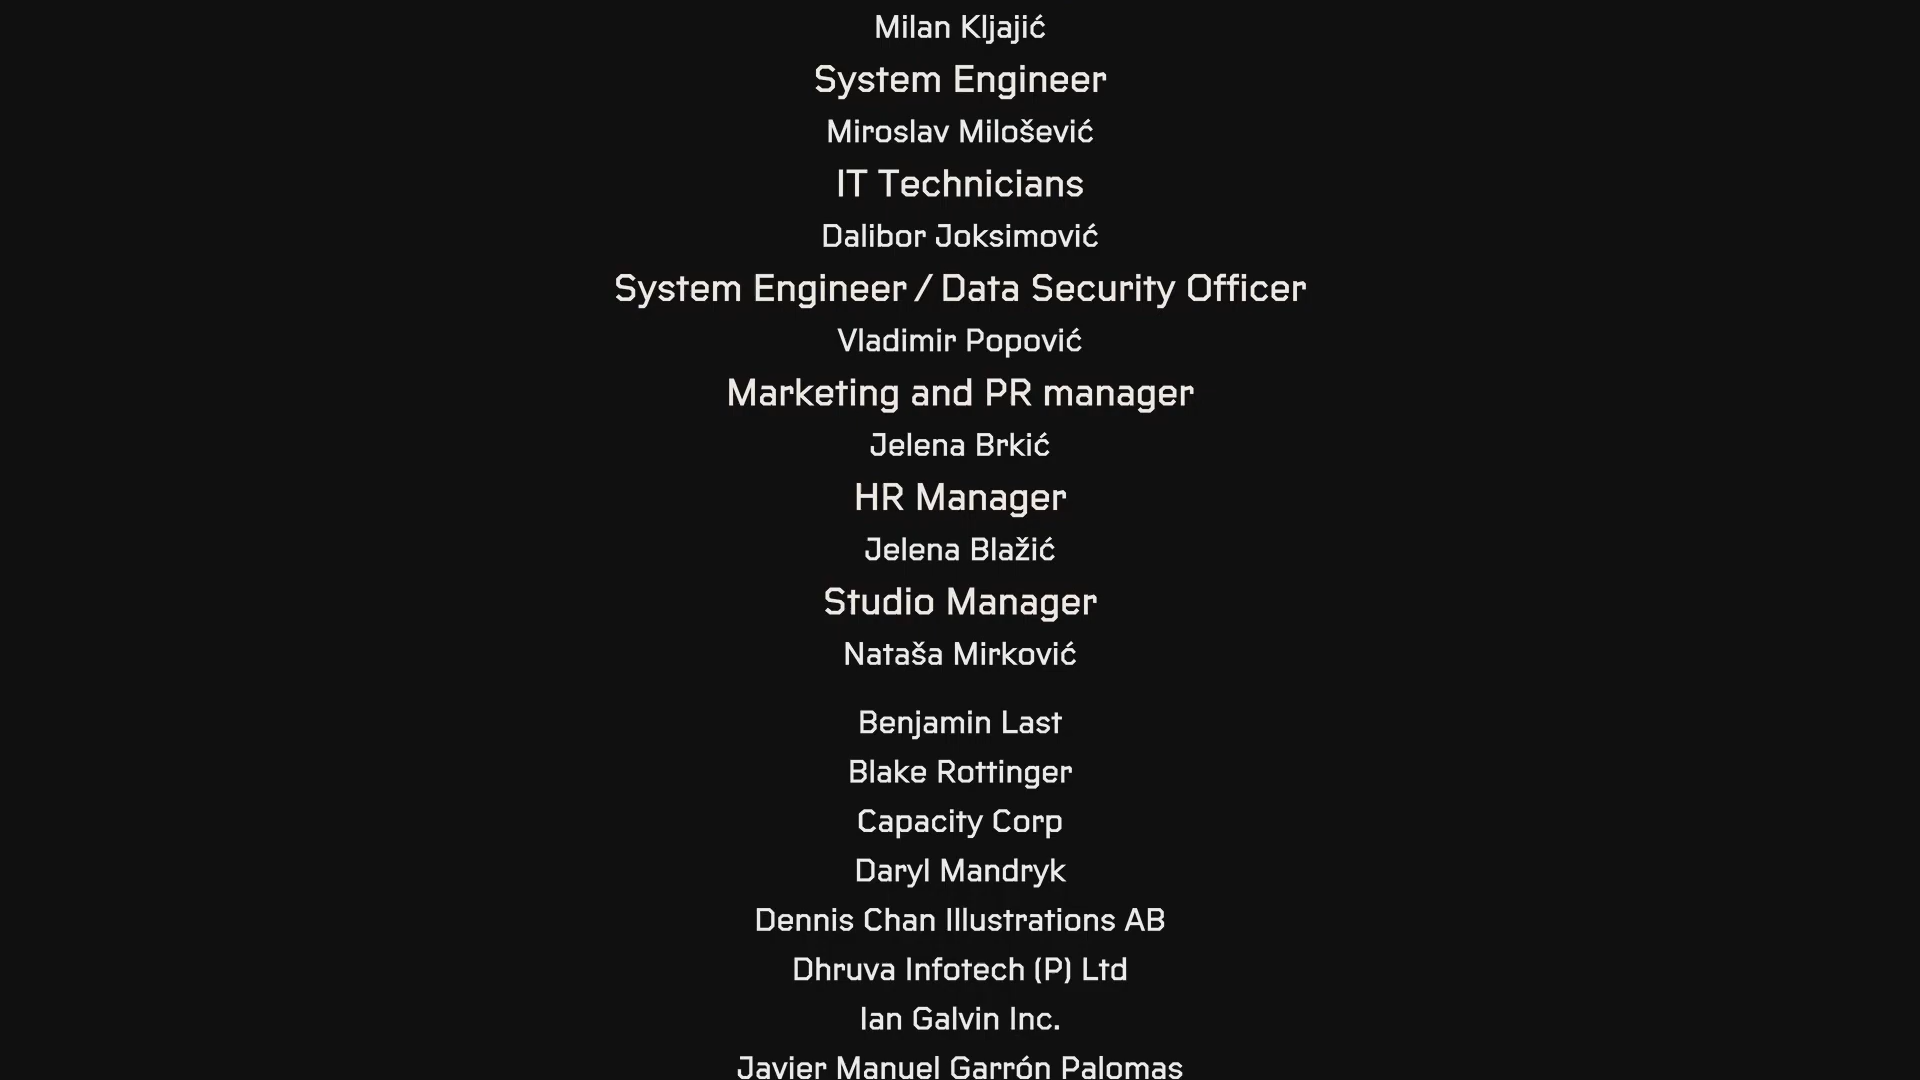 Milan Kljajić
System Engineer
Miroslav Milošević
IT Technicians
Dalibor Joksimović
System Engineer / Data Security Officer
Vladimir Popović
Marketing and PR manager
Jelena Brkić
HR Manager
Jelena Blažić
Studio Manager
Nataša Mirković
Benjamin Last
Blake Rottinger
Capacity Corp
Daryl Mandryk
Dennis Chan Illustrations AB
Dhruva Infotech (P) Ltd
Ian Galvin Inc.
Javier Manuel Garrón Palomas